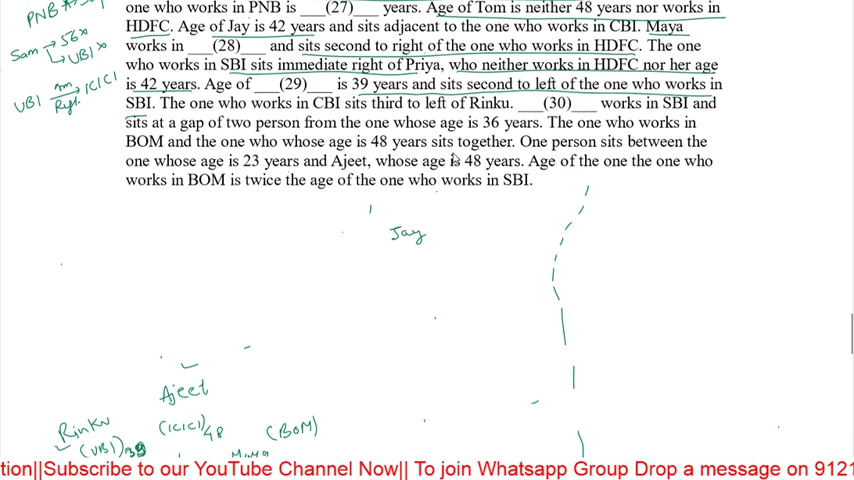 one who works in PNB is ___(27)___ years. Age of Tom is neither 48 years nor works in
HDFC. Age of Jay is 42 years and sits adjacent to the one who works in CBI. Maya
works in ___(28)___ and sits second to right of the one who works in HDFC. The one
who works in SBI sits immediate right of Priya, who neither works in HDFC nor her age
is 42 years. Age of ___(29)___ is 39 years and sits second to left of the one who works in
SBI. The one who works in CBI sits third to left of Rinku. ___(30)___ works in SBI and
sits at a gap of two person from the one whose age is 36 years. The one who works in
BOM and the one who whose age is 48 years sits together. One person sits between the
one whose age is 23 years and Ajeet, whose age is 48 years. Age of the one the one who
works in BOM is twice the age of the one who works in SBI.
PNB
Sam → 56x
UBI x
UBI → ICICI
Jay
Ajeet
(ICICI) 48
Rinku
(UBI) 39
(BOM)
tion||Subscribe to our YouTube Channel Now|| To join Whatsapp Group Drop a message on 9121